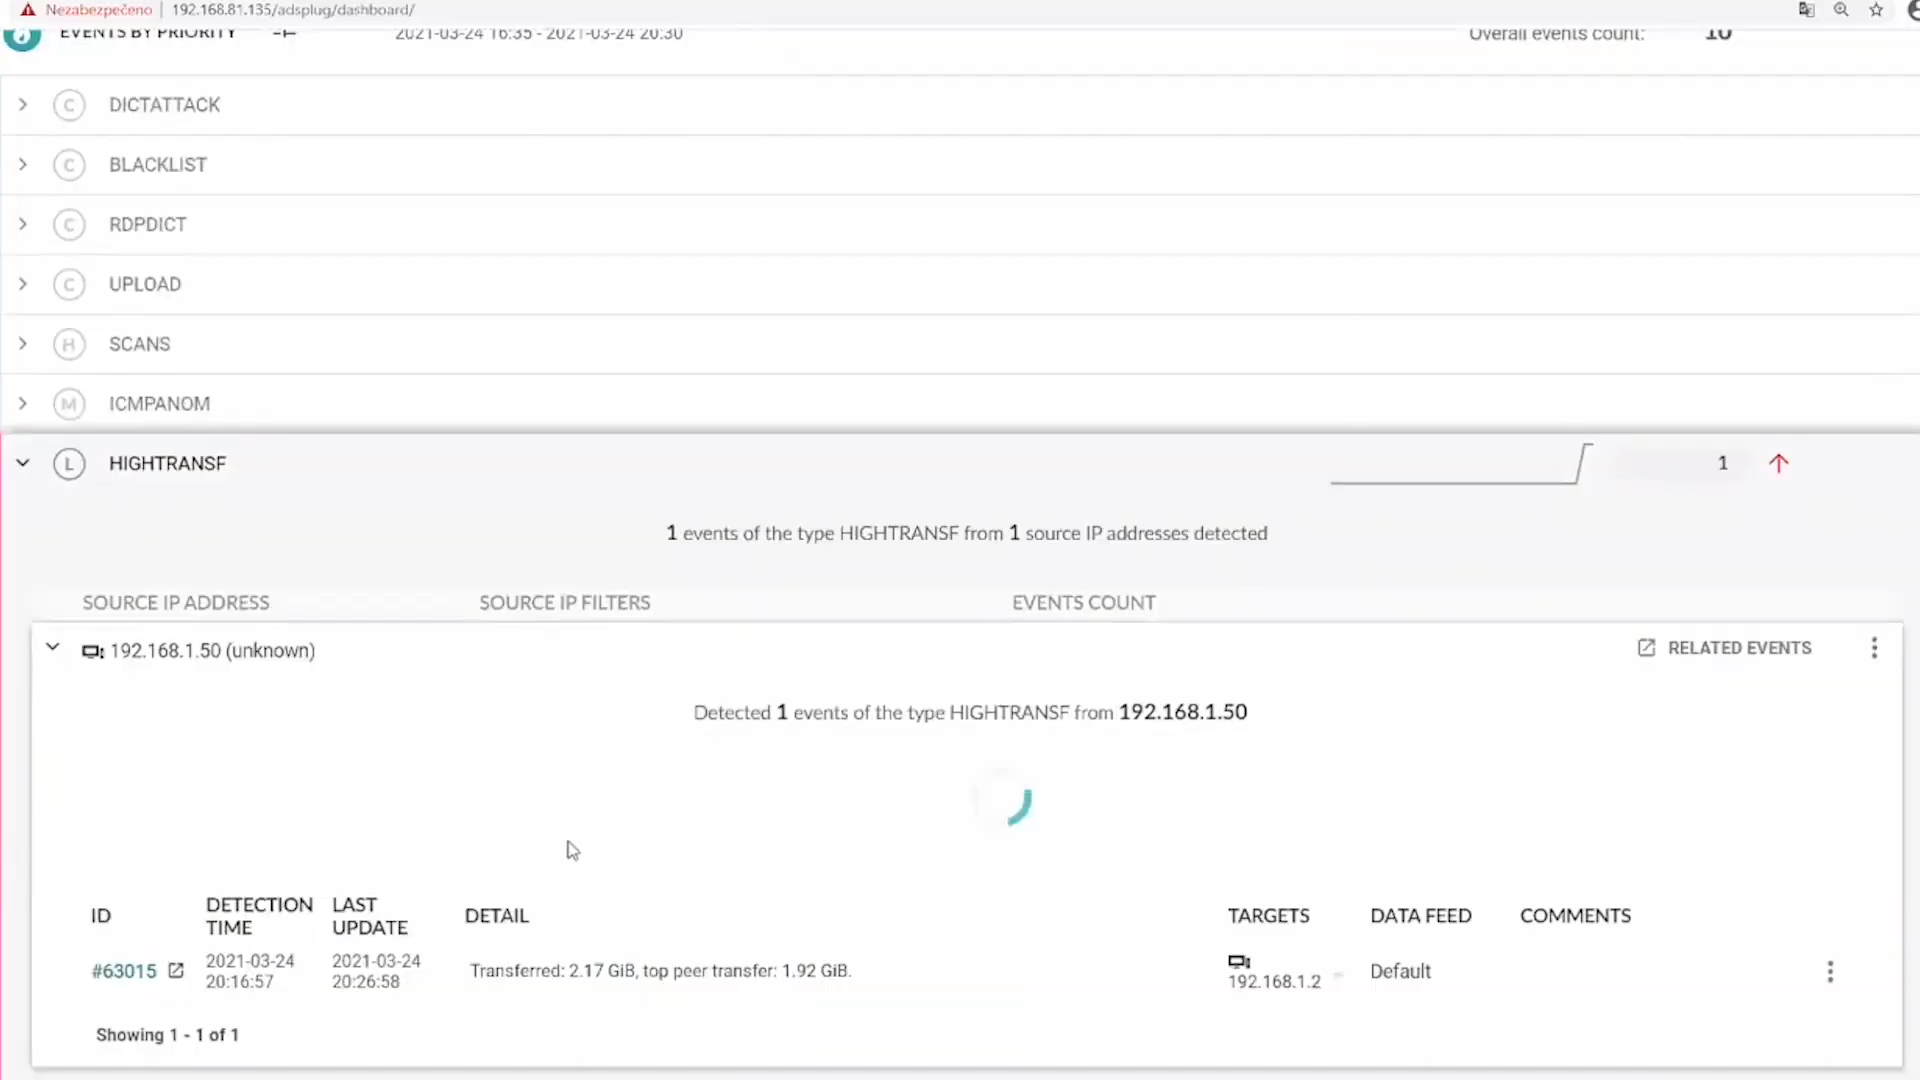 Nezabezpečeno 192.168.81.135/adsplug/dashboard/
EVENTS BY PRIORITY 2021-03-24 16:35 - 2021-03-24 20:30 Overall events count: 10
C DICTATTACK
C BLACKLIST
C RDPDICT
C UPLOAD
H SCANS
M ICMPANOM
L HIGHTRANSF 1
1 events of the type HIGHTRANSF from 1 source IP addresses detected
SOURCE IP ADDRESS SOURCE IP FILTERS EVENTS COUNT
192.168.1.50 (unknown) RELATED EVENTS
Detected 1 events of the type HIGHTRANSF from 192.168.1.50
ID DETECTION TIME LAST UPDATE DETAIL TARGETS DATA FEED COMMENTS
#63015 2021-03-24 20:16:57 2021-03-24 20:26:58 Transferred: 2.17 GiB, top peer transfer: 1.92 GiB. 192.168.1.2 Default
Showing 1 - 1 of 1